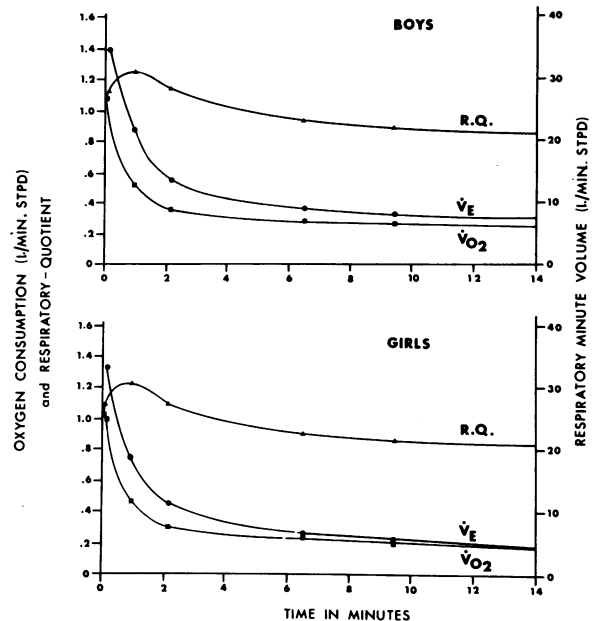 BOYS
1.6
1.4
1.2
1.0
.8
.6
.4
.2
0
40
30
20
10
0
R.Q.
V̇E
V̇O2
0 2 4 6 8 10 12 14
GIRLS
1.6
1.4
1.2
1.0
.8
.6
.4
.2
0
40
30
20
10
0
R.Q.
V̇E
V̇O2
0 2 4 6 8 10 12 14
TIME IN MINUTES
OXYGEN CONSUMPTION (L/MIN. STPD)
and RESPIRATORY-QUOTIENT
RESPIRATORY MINUTE VOLUME (L/MIN. STPD)